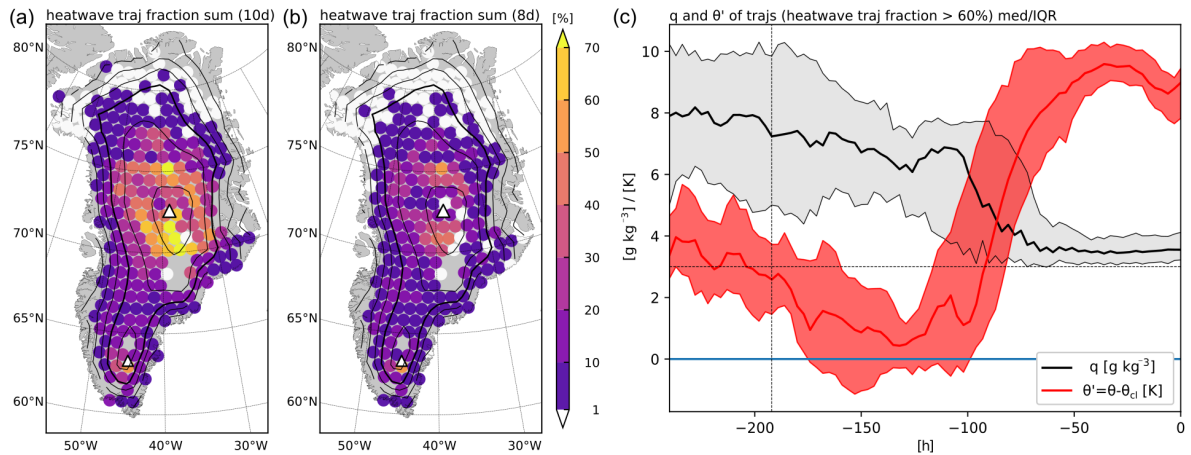 (a) heatwave traj fraction sum (10d)
80°N
75°N
70°N
65°N
60°N
50°W
40°W
30°W
(b) heatwave traj fraction sum (8d)
80°N
75°N
70°N
65°N
60°N
50°W
40°W
30°W
[%]
70
60
50
40
30
20
10
1
(c) q and θ' of trajs (heatwave traj fraction > 60%) med/IQR
[g kg⁻³] / [K]
10
8
6
4
2
0
q [g kg⁻³]
θ'=θ-θcl [K]
−200
−150
−100
−50
0
[h]